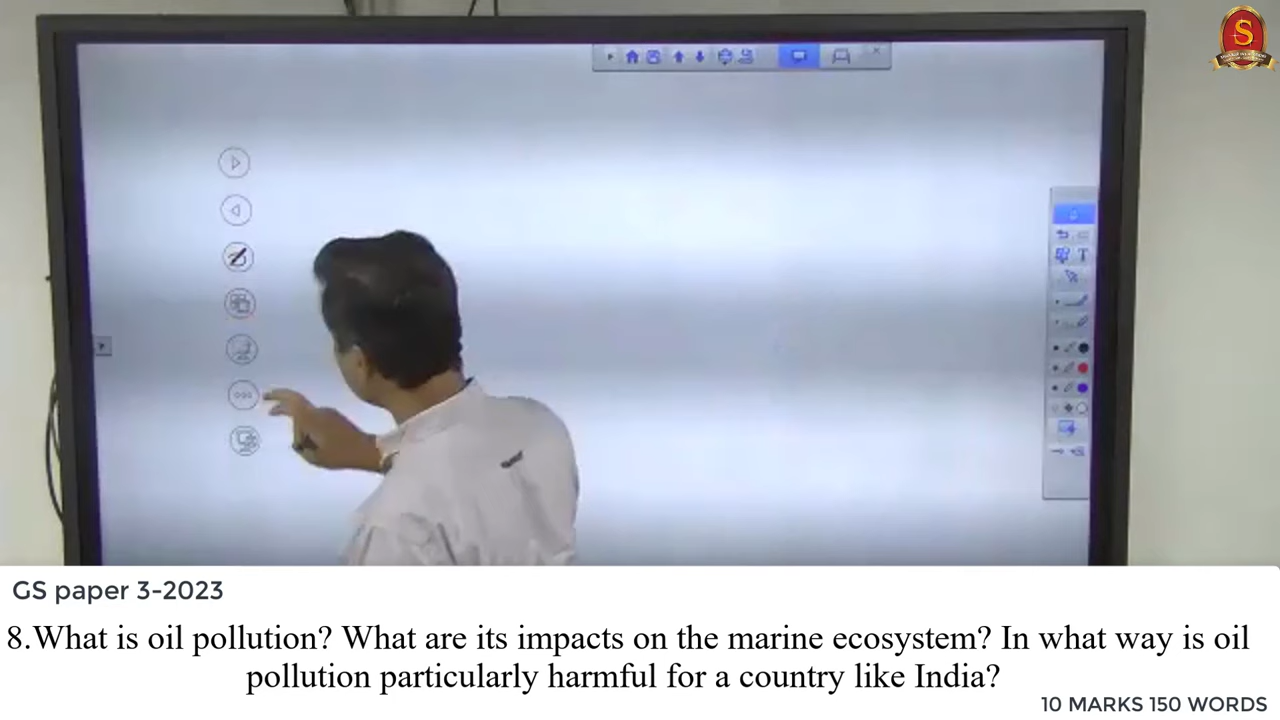 S
T
GS paper 3-2023
8.What is oil pollution? What are its impacts on the marine ecosystem? In what way is oil
pollution particularly harmful for a country like India?
10 MARKS 150 WORDS